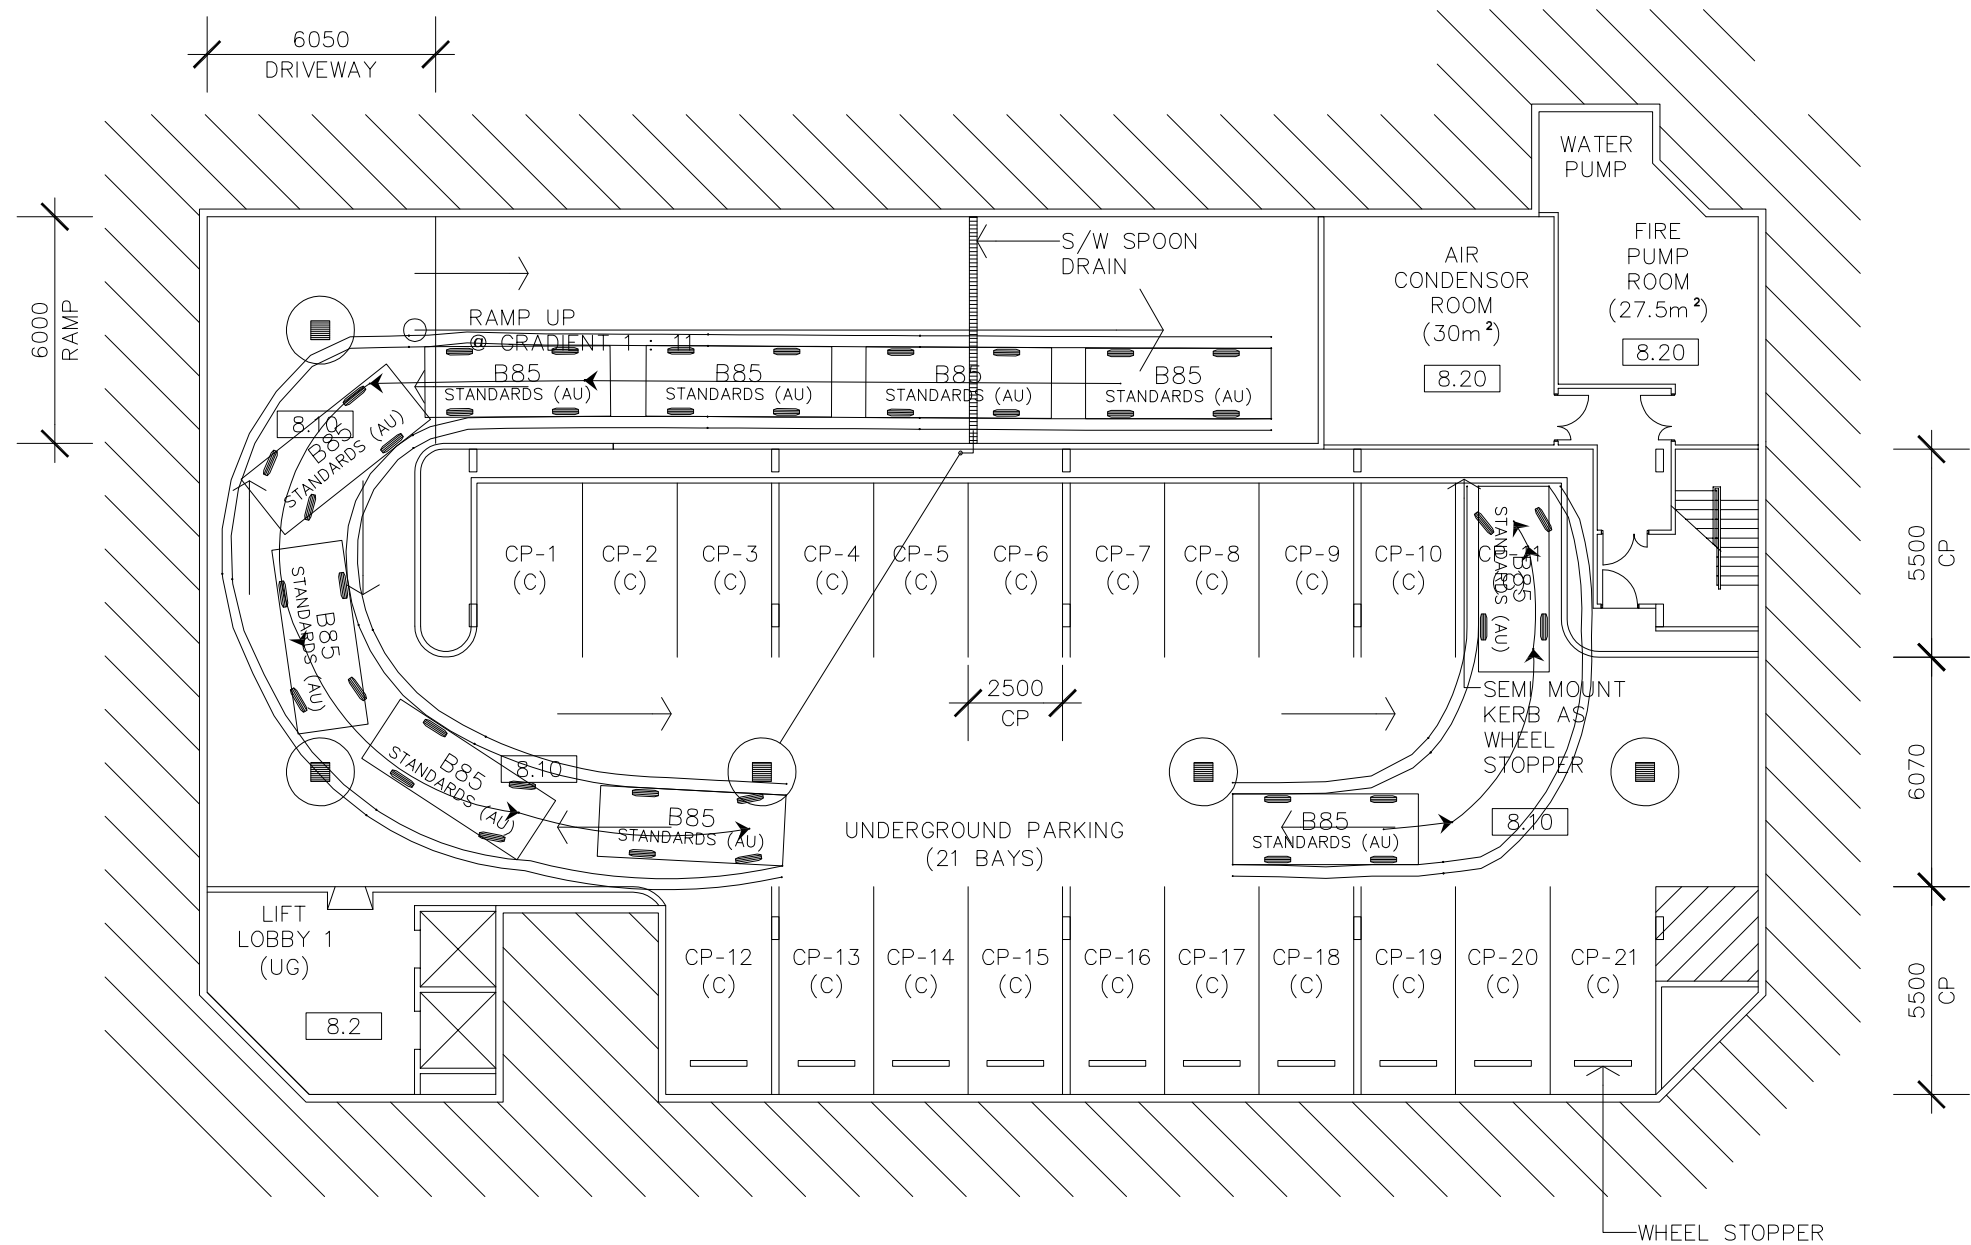 6050
DRIVEWAY
WATER
PUMP
S/W SPOON
DRAIN
AIR
CONDENSOR
ROOM
(30m²)
8.20
FIRE
PUMP
ROOM
(27.5m²)
8.20
6000
RAMP
RAMP UP
@ GRADIENT 1 : 11
B85
STANDARDS (AU)
B85
STANDARDS (AU)
B85
STANDARDS (AU)
B85
STANDARDS (AU)
8.10
B85
STANDARDS (AU)
B85
STANDARDS (AU)
CP-1
(C)
CP-2
(C)
CP-3
(C)
CP-4
(C)
CP-5
(C)
CP-6
(C)
CP-7
(C)
CP-8
(C)
CP-9
(C)
CP-10
(C)
CP-11
(C)
B85
STANDARDS (AU)
5500
CP
2500
CP
SEMI MOUNT
KERB AS
WHEEL
STOPPER
8.10
B85
STANDARDS (AU)
B85
STANDARDS (AU)
UNDERGROUND PARKING
(21 BAYS)
B85
STANDARDS (AU)
8.10
6070
CP
LIFT
LOBBY 1
(UG)
8.2
CP-12
(C)
CP-13
(C)
CP-14
(C)
CP-15
(C)
CP-16
(C)
CP-17
(C)
CP-18
(C)
CP-19
(C)
CP-20
(C)
CP-21
(C)
5500
CP
WHEEL STOPPER